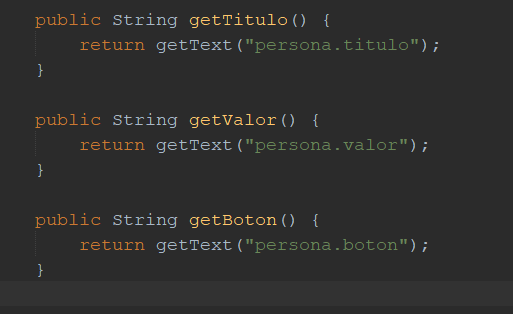 public String getTitulo() {
    return getText("persona.titulo");
}
public String getValor() {
    return getText("persona.valor");
}
public String getBoton() {
    return getText("persona.boton");
}